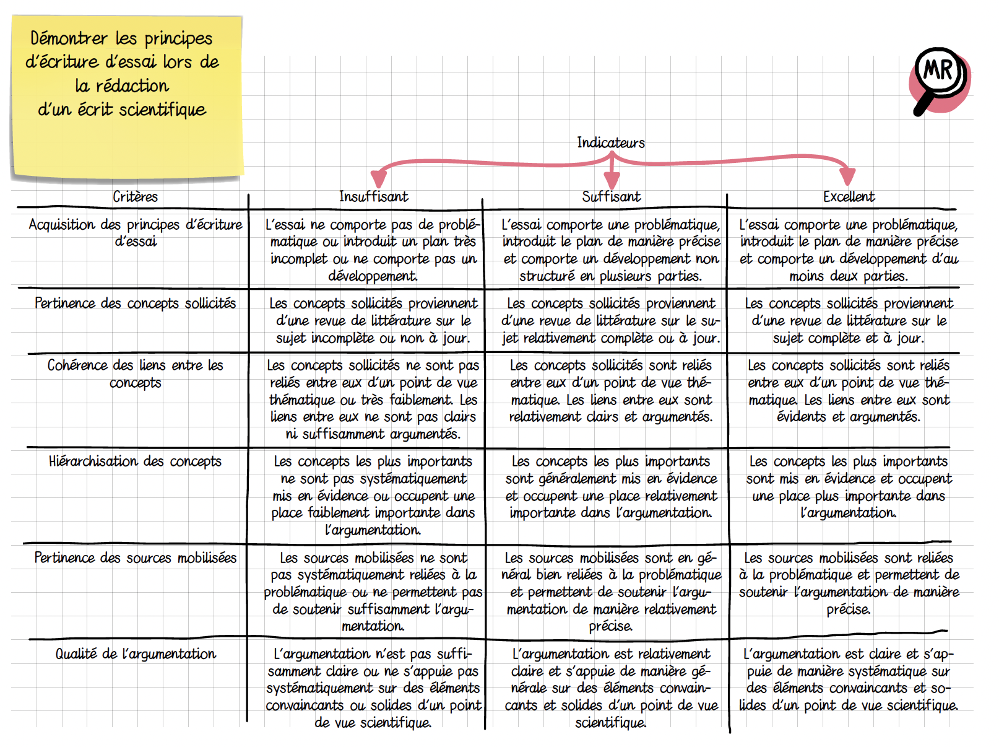 Démontrer les principes
d'écriture d'essai lors de
la rédaction
d'un écrit scientifique
MR
Indicateurs
Critères
Insuffisant
Suffisant
Excellent
Acquisition des principes d'écriture
d'essai
L'essai ne comporte pas de problé-
matique ou introduit un plan très
incomplet ou ne comporte pas un
développement.
L'essai comporte une problématique,
introduit le plan de manière précise
et comporte un développement non
structuré en plusieurs parties.
L'essai comporte une problématique,
introduit le plan de manière précise
et comporte un développement d'au
moins deux parties.
Pertinence des concepts sollicités
Les concepts sollicités proviennent
d'une revue de littérature sur le
sujet incomplète ou non à jour.
Les concepts sollicités proviennent
d'une revue de littérature sur le su-
jet relativement complète ou à jour.
Les concepts sollicités proviennent
d'une revue de littérature sur le
sujet complète et à jour.
Cohérence des liens entre les
concepts
Les concepts sollicités ne sont pas
reliés entre eux d'un point de vue
thématique ou très faiblement. Les
liens entre eux ne sont pas clairs
ni suffisamment argumentés.
Les concepts sollicités sont reliés
entre eux d'un point de vue thé-
matique. Les liens entre eux sont
relativement clairs et argumentés.
Les concepts sollicités sont reliés
entre eux d'un point de vue thé-
matique. Les liens entre eux sont
évidents et argumentés.
Hiérarchisation des concepts
Les concepts les plus importants
ne sont pas systématiquement
mis en évidence ou occupent une
place faiblement importante dans
l'argumentation.
Les concepts les plus importants
sont généralement mis en évidence
et occupent une place relativement
importante dans l'argumentation.
Les concepts les plus importants
sont mis en évidence et occupent
une place plus importante dans
l'argumentation.
Pertinence des sources mobilisées
Les sources mobilisées ne sont
pas systématiquement reliées à la
problématique ou ne permettent pas
de soutenir suffisamment l'argu-
mentation.
Les sources mobilisées sont en gé-
néral bien reliées à la problématique
et permettent de soutenir l'argu-
mentation de manière relativement
précise.
Les sources mobilisées sont reliées
à la problématique et permettent de
soutenir l'argumentation de manière
précise.
Qualité de l'argumentation
L'argumentation n'est pas suffi-
samment claire ou ne s'appuie pas
systématiquement sur des éléments
convaincants ou solides d'un point
de vue scientifique.
L'argumentation est relativement
claire et s'appuie de manière gé-
nérale sur des éléments convain-
cants et solides d'un point de vue
scientifique.
L'argumentation est claire et s'ap-
puie de manière systématique sur
des éléments convaincants et so-
lides d'un point de vue scientifique.